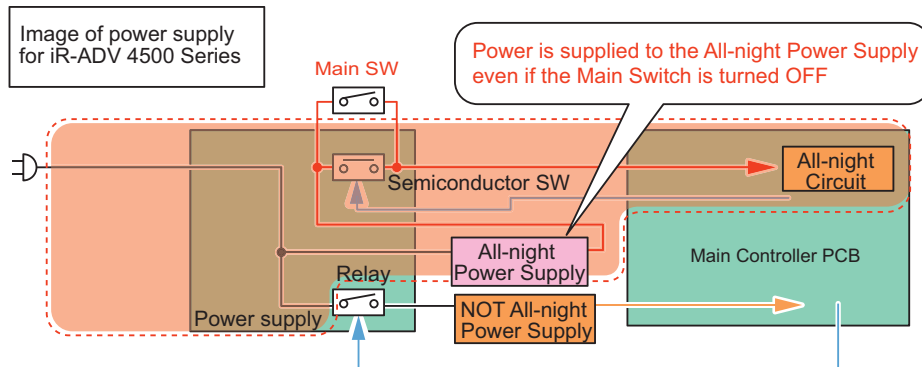 Image of power supply
for iR-ADV 4500 Series
Main SW
Power is supplied to the All-night Power Supply
even if the Main Switch is turned OFF
All-night
Circuit
Semiconductor SW
All-night
Power Supply
Main Controller PCB
Relay
NOT All-night
Power Supply
Power supply